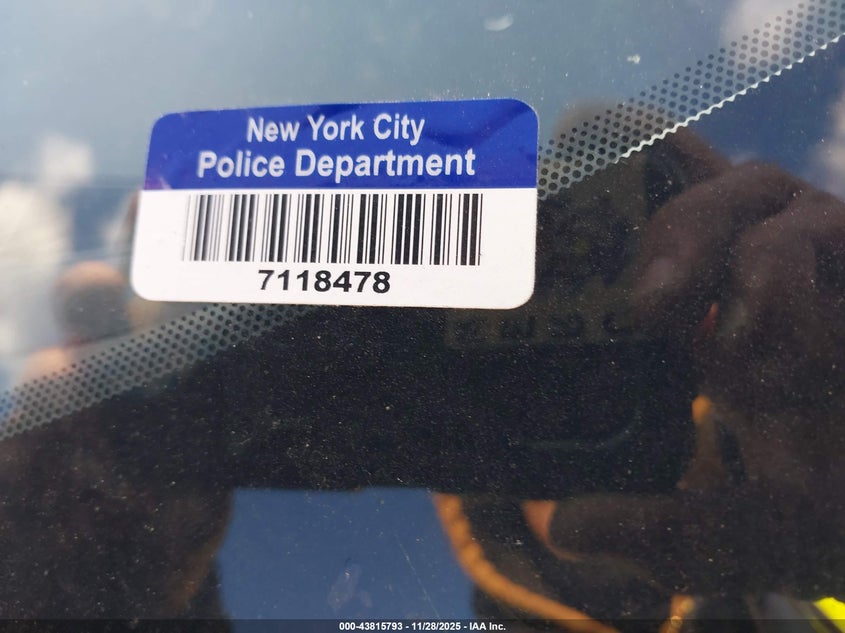 New York City
Police Department
7118478
000-43815793 - 11/28/2025 - IAA Inc.